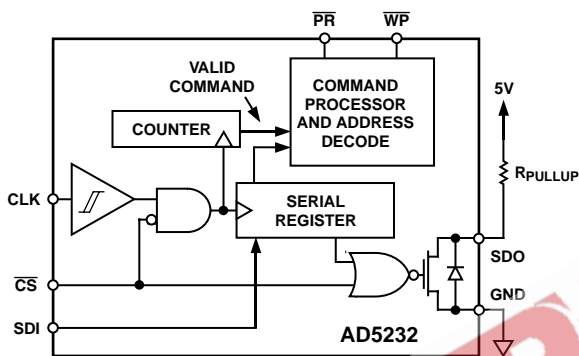 PR WP
VALID
COMMAND
COMMAND
PROCESSOR
AND ADDRESS
DECODE
5V
COUNTER
RPULLUP
CLK
SERIAL
REGISTER
SDO
CS
GND
SDI
AD5232